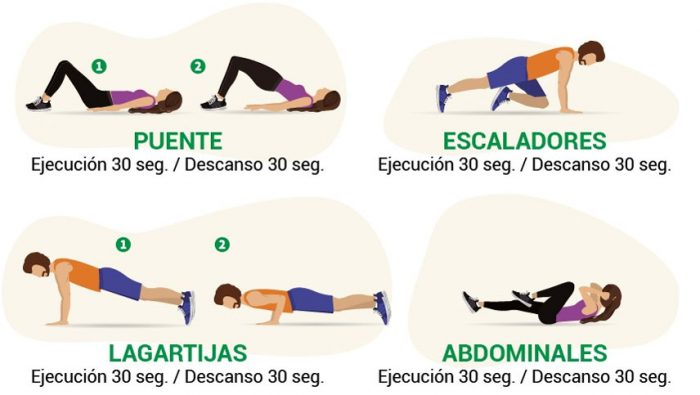 1
2
PUENTE
Ejecución 30 seg. / Descanso 30 seg.
ESCALADORES
Ejecución 30 seg. / Descanso 30 seg.
1
2
LAGARTIJAS
Ejecución 30 seg. / Descanso 30 seg.
ABDOMINALES
Ejecución 30 seg. / Descanso 30 seg.